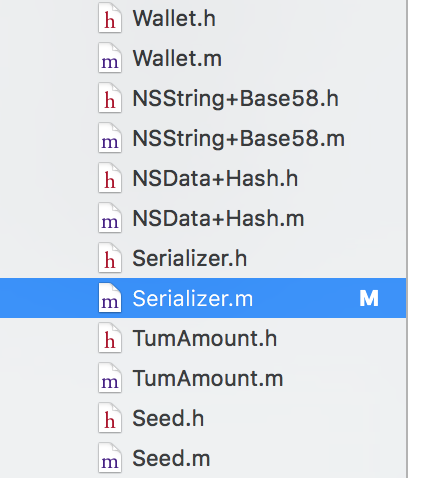 h Wallet.h
m Wallet.m
h NSString+Base58.h
m NSString+Base58.m
h NSData+Hash.h
m NSData+Hash.m
h Serializer.h
m Serializer.m M
h TumAmount.h
m TumAmount.m
h Seed.h
m Seed.m